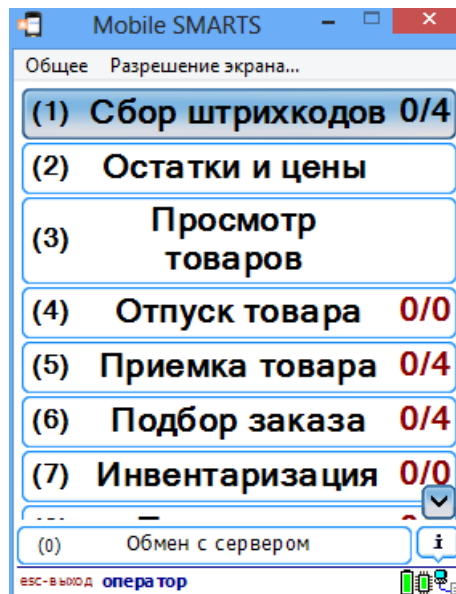 Mobile SMARTS
Общее Разрешение экрана...
(1) Сбор штрихкодов 0/4
(2) Остатки и цены
(3) Просмотр
товаров
(4) Отпуск товара 0/0
(5) Приемка товара 0/4
(6) Подбор заказа 0/4
(7) Инвентаризация 0/0
(0) Обмен с сервером i
esc-выход оператор